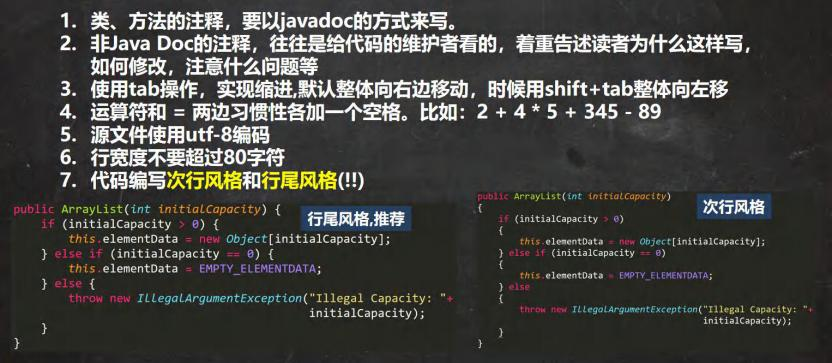 1. 类、方法的注释，要以javadoc的方式来写。
2. 非Java Doc的注释，往往是给代码的维护者看的，着重告述读者为什么这样写，
如何修改，注意什么问题等
3. 使用tab操作，实现缩进,默认整体向右边移动，时候用shift+tab整体向左移
4. 运算符和 = 两边习惯性各加一个空格。比如：2 + 4 * 5 + 345 - 89
5. 源文件使用utf-8编码
6. 行宽度不要超过80字符
7. 代码编写次行风格和行尾风格(!!)
public ArrayList(int initialCapacity) {
if (initialCapacity > 0) {
this.elementData = new Object[initialCapacity];
} else if (initialCapacity == 0) {
this.elementData = EMPTY_ELEMENTDATA;
} else {
throw new IllegalArgumentException("Illegal Capacity: "+
initialCapacity);
}
}
行尾风格,推荐
public ArrayList(int initialCapacity)
{
if (initialCapacity > 0)
{
this.elementData = new Object[initialCapacity];
} else if (initialCapacity == 0)
{
this.elementData = EMPTY_ELEMENTDATA;
} else
{
throw new IllegalArgumentException("Illegal Capacity: "+
initialCapacity);
}
}
次行风格